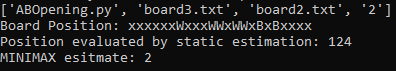 ['ABOpening.py', 'board3.txt', 'board2.txt', '2']
Board Position: xxxxxxWxxxWWxWWxBxBxxxx
Position evaluated by static estimation: 124
MINIMAX esitmate: 2